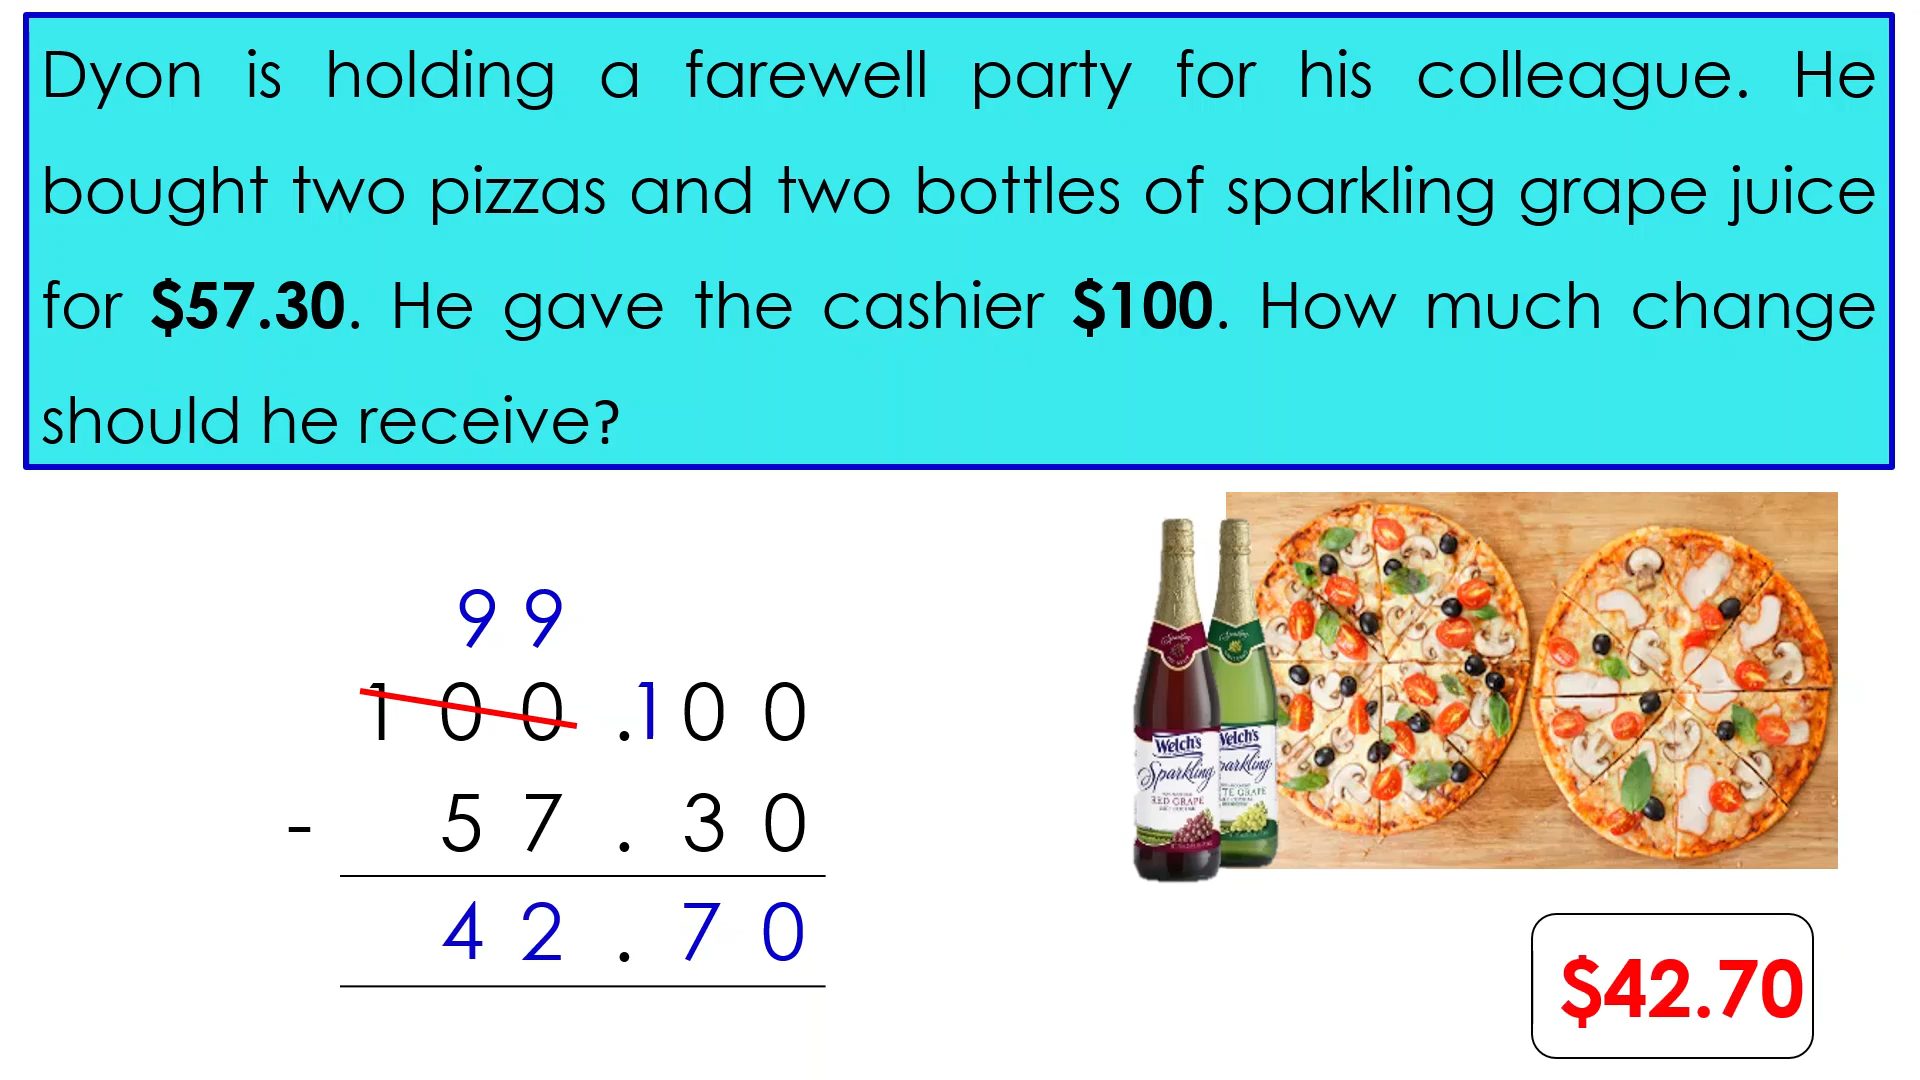 Dyon is holding a farewell party for his colleague. He
bought two pizzas and two bottles of sparkling grape juice
for $57.30. He gave the cashier $100. How much change
should he receive?
9 9
1 0 0 .10 0
- 5 7 . 3 0
4 2 . 7 0
Welch's
Sparkling
RED GRAPE
Welch's
Sparkling
TE GRAPE
$42.70